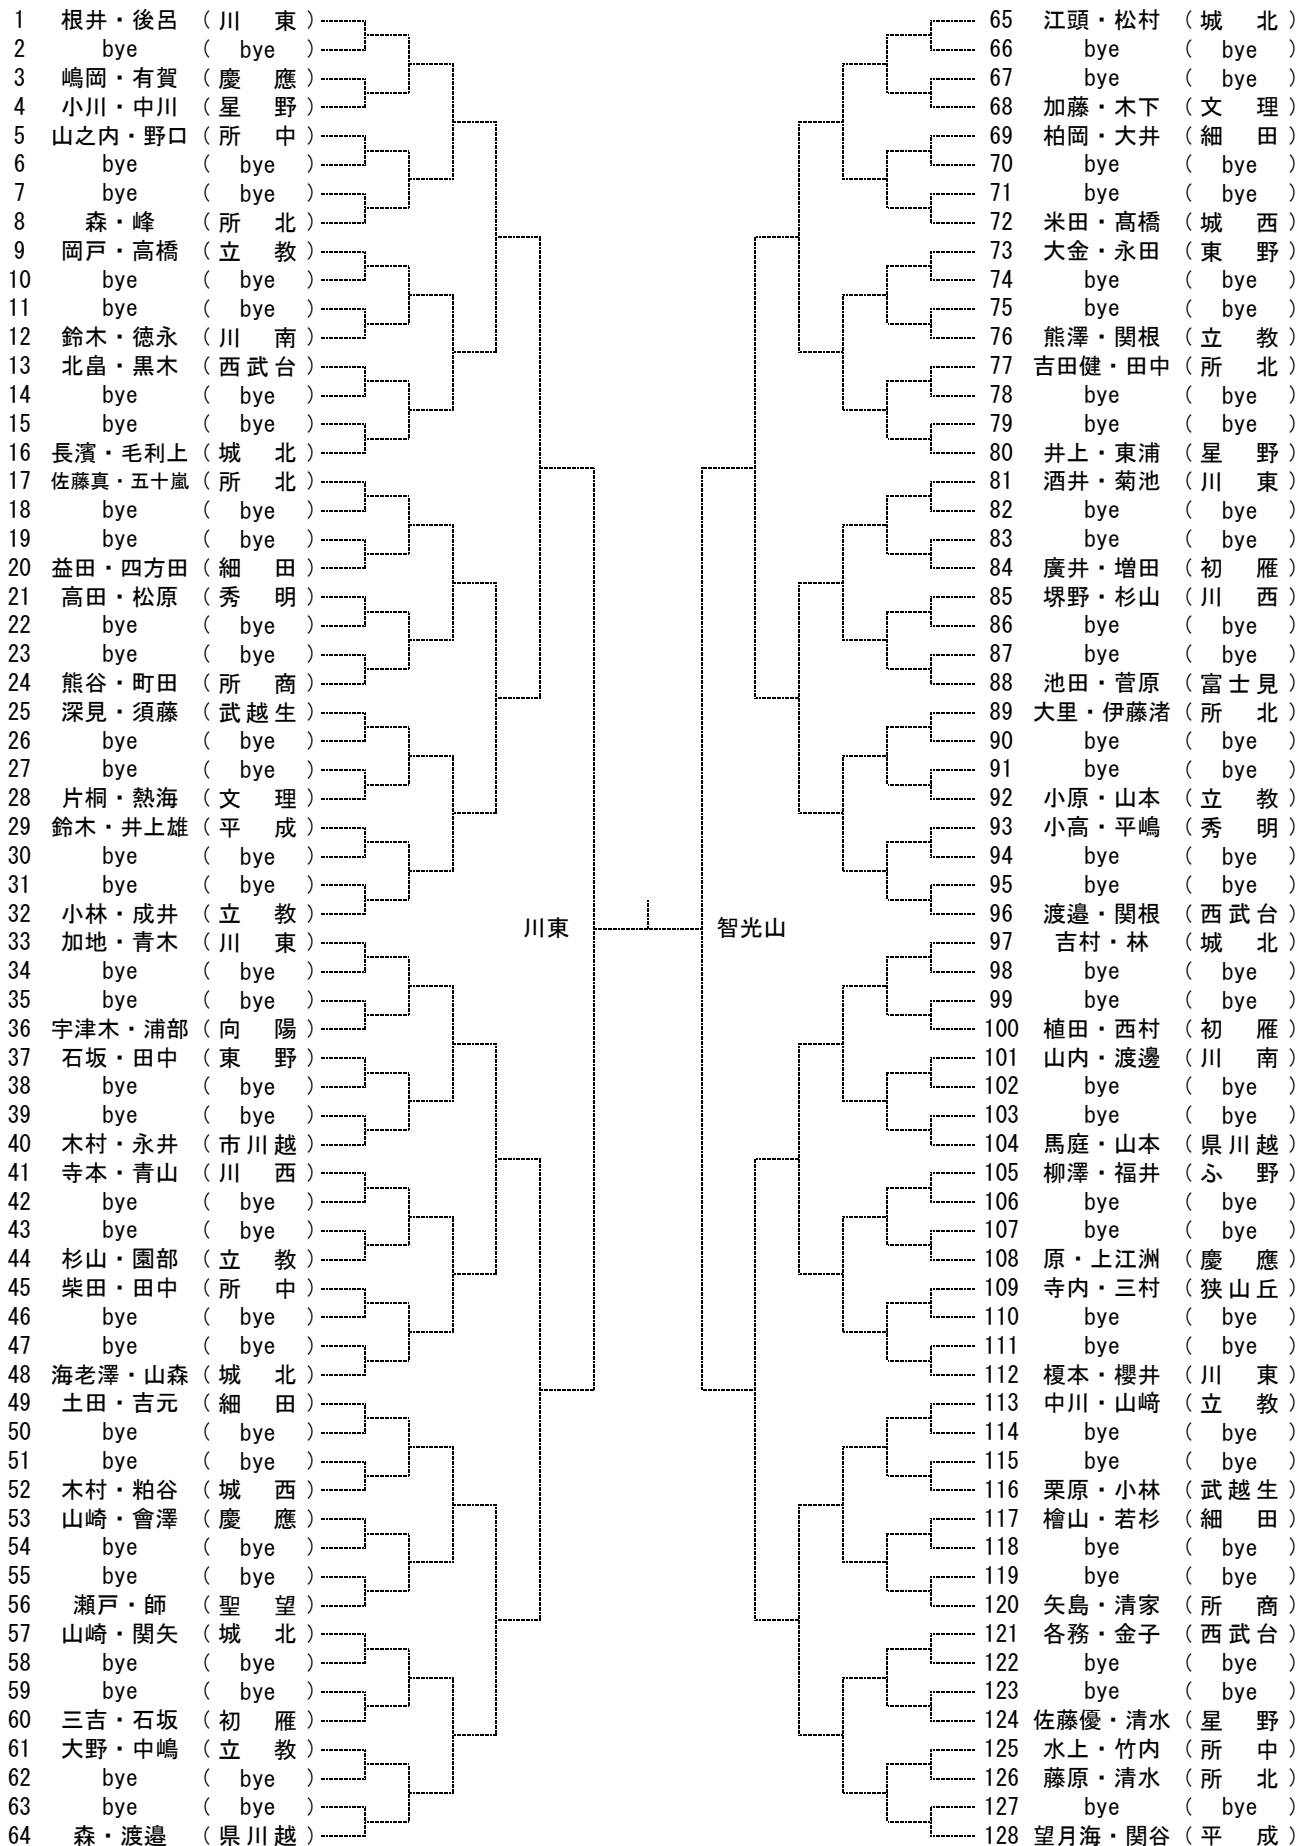 1 根井・後呂 (川 東)
2 bye ( bye )
3 嶋岡・有賀 (慶 應)
4 小川・中川 (星 野)
5 山之内・野口 (所 中)
6 bye ( bye )
7 bye ( bye )
8 森・峰 (所 北)
9 岡戸・高橋 (立 教)
10 bye ( bye )
11 bye ( bye )
12 鈴木・徳永 (川 南)
13 北畠・黒木 (西武台)
14 bye ( bye )
15 bye ( bye )
16 長濱・毛利上 (城 北)
17 佐藤真・五十嵐 (所 北)
18 bye ( bye )
19 bye ( bye )
20 益田・四方田 (細 田)
21 高田・松原 (秀 明)
22 bye ( bye )
23 bye ( bye )
24 熊谷・町田 (所 商)
25 深見・須藤 (武越生)
26 bye ( bye )
27 bye ( bye )
28 片桐・熱海 (文 理)
29 鈴木・井上雄 (平 成)
30 bye ( bye )
31 bye ( bye )
32 小林・成井 (立 教)
33 加地・青木 (川 東)
34 bye ( bye )
35 bye ( bye )
36 宇津木・浦部 (向 陽)
37 石坂・田中 (東 野)
38 bye ( bye )
39 bye ( bye )
40 木村・永井 (市川越)
41 寺本・青山 (川 西)
42 bye ( bye )
43 bye ( bye )
44 杉山・園部 (立 教)
45 柴田・田中 (所 中)
46 bye ( bye )
47 bye ( bye )
48 海老澤・山森 (城 北)
49 土田・吉元 (細 田)
50 bye ( bye )
51 bye ( bye )
52 木村・粕谷 (城 西)
53 山崎・會澤 (慶 應)
54 bye ( bye )
55 bye ( bye )
56 瀬戸・師 (聖 望)
57 山崎・関矢 (城 北)
58 bye ( bye )
59 bye ( bye )
60 三吉・石坂 (初 雁)
61 大野・中嶋 (立 教)
62 bye ( bye )
63 bye ( bye )
64 森・渡邉 (県川越)
川東
智光山
65 江頭・松村 (城 北)
66 bye ( bye )
67 bye ( bye )
68 加藤・木下 (文 理)
69 柏岡・大井 (細 田)
70 bye ( bye )
71 bye ( bye )
72 米田・髙橋 (城 西)
73 大金・永田 (東 野)
74 bye ( bye )
75 bye ( bye )
76 熊澤・関根 (立 教)
77 吉田健・田中 (所 北)
78 bye ( bye )
79 bye ( bye )
80 井上・東浦 (星 野)
81 酒井・菊池 (川 東)
82 bye ( bye )
83 bye ( bye )
84 廣井・増田 (初 雁)
85 堺野・杉山 (川 西)
86 bye ( bye )
87 bye ( bye )
88 池田・菅原 (富士見)
89 大里・伊藤渚 (所 北)
90 bye ( bye )
91 bye ( bye )
92 小原・山本 (立 教)
93 小高・平嶋 (秀 明)
94 bye ( bye )
95 bye ( bye )
96 渡邉・関根 (西武台)
97 吉村・林 (城 北)
98 bye ( bye )
99 bye ( bye )
100 植田・西村 (初 雁)
101 山内・渡邊 (川 南)
102 bye ( bye )
103 bye ( bye )
104 馬庭・山本 (県川越)
105 柳澤・福井 (ふ 野)
106 bye ( bye )
107 bye ( bye )
108 原・上江洲 (慶 應)
109 寺内・三村 (狭山丘)
110 bye ( bye )
111 bye ( bye )
112 榎本・櫻井 (川 東)
113 中川・山﨑 (立 教)
114 bye ( bye )
115 bye ( bye )
116 栗原・小林 (武越生)
117 檜山・若杉 (細 田)
118 bye ( bye )
119 bye ( bye )
120 矢島・清家 (所 商)
121 各務・金子 (西武台)
122 bye ( bye )
123 bye ( bye )
124 佐藤優・清水 (星 野)
125 水上・竹内 (所 中)
126 藤原・清水 (所 北)
127 bye ( bye )
128 望月海・関谷 (平 成)